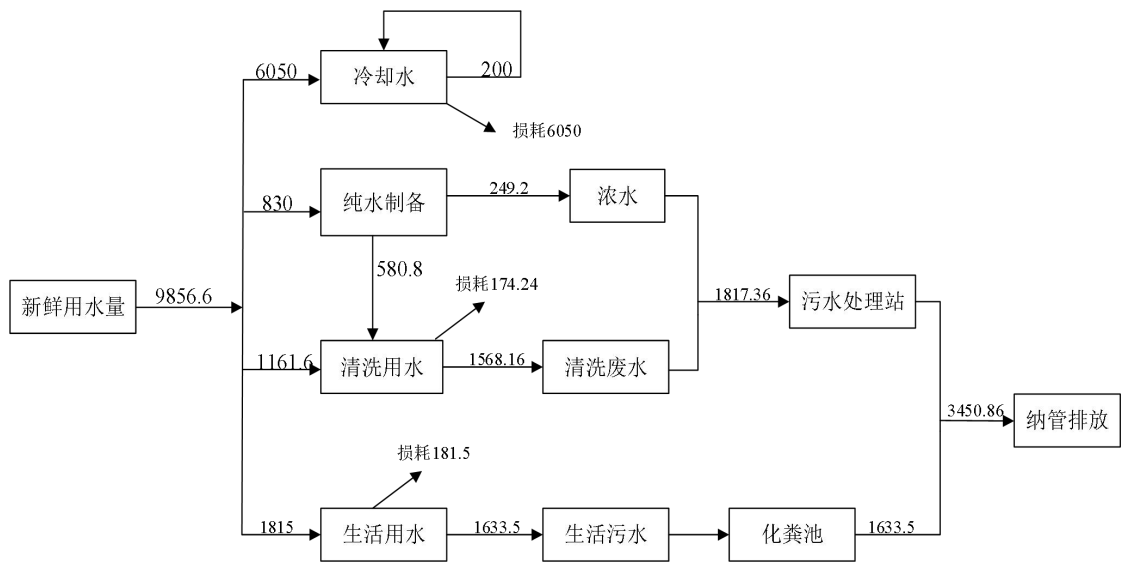 200
6050
冷却水
损耗6050
830
纯水制备
249.2
浓水
580.8
新鲜用水量
9856.6
损耗174.24
1817.36
污水处理站
1161.6
清洗用水
1568.16
清洗废水
3450.86
纳管排放
损耗181.5
1815
生活用水
1633.5
生活污水
化粪池
1633.5